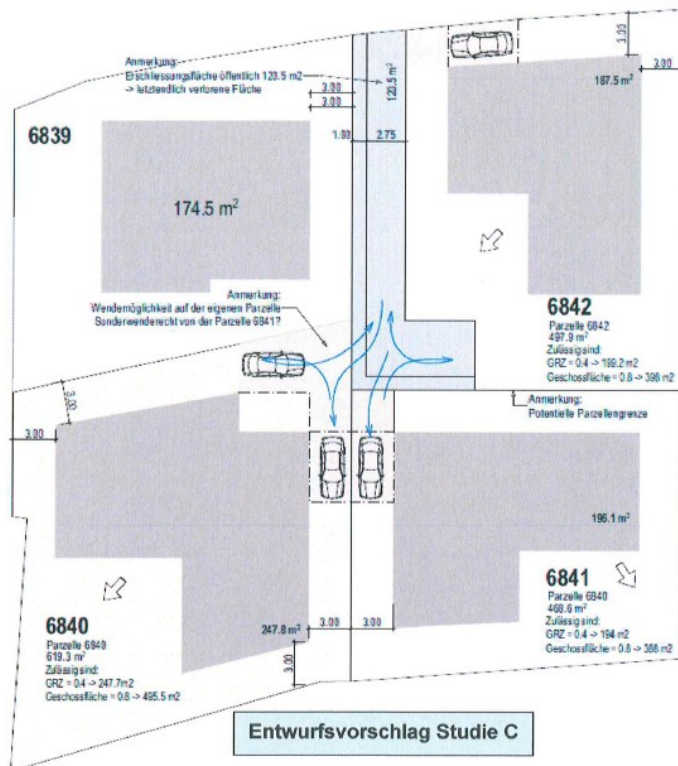 3.00
Anmerkung:
Erschliessungsfläche öffentlich 123.5 m2
-> letztendlich verlorene Fläche
123.5 m²
187.5 m²
3.00
3.00
3.00
6839
1.00
2.75
174.5 m²
Anmerkung:
Wendemöglichkeit auf der eigenen Parzelle
Sonderwenderecht von der Parzelle 6841?
6842
Parzelle 6842
497.9 m²
Zulässig sind:
GRZ = 0.4 -> 199.2 m2
Geschossfläche = 0.8 -> 398 m2
Anmerkung:
Potentielle Parzellengrenze
3.00
3.00
196.1 m²
6841
Parzelle 6840
468.6 m²
Zulässig sind:
GRZ = 0.4 -> 194 m2
Geschossfläche = 0.8 -> 388 m2
6840
Parzelle 6840
619.3 m²
Zulässig sind:
GRZ = 0.4 -> 247.7m2
Geschossfläche = 0.8 -> 495.5 m2
247.8 m²
3.00
3.00
3.00
Entwurfsvorschlag Studie C